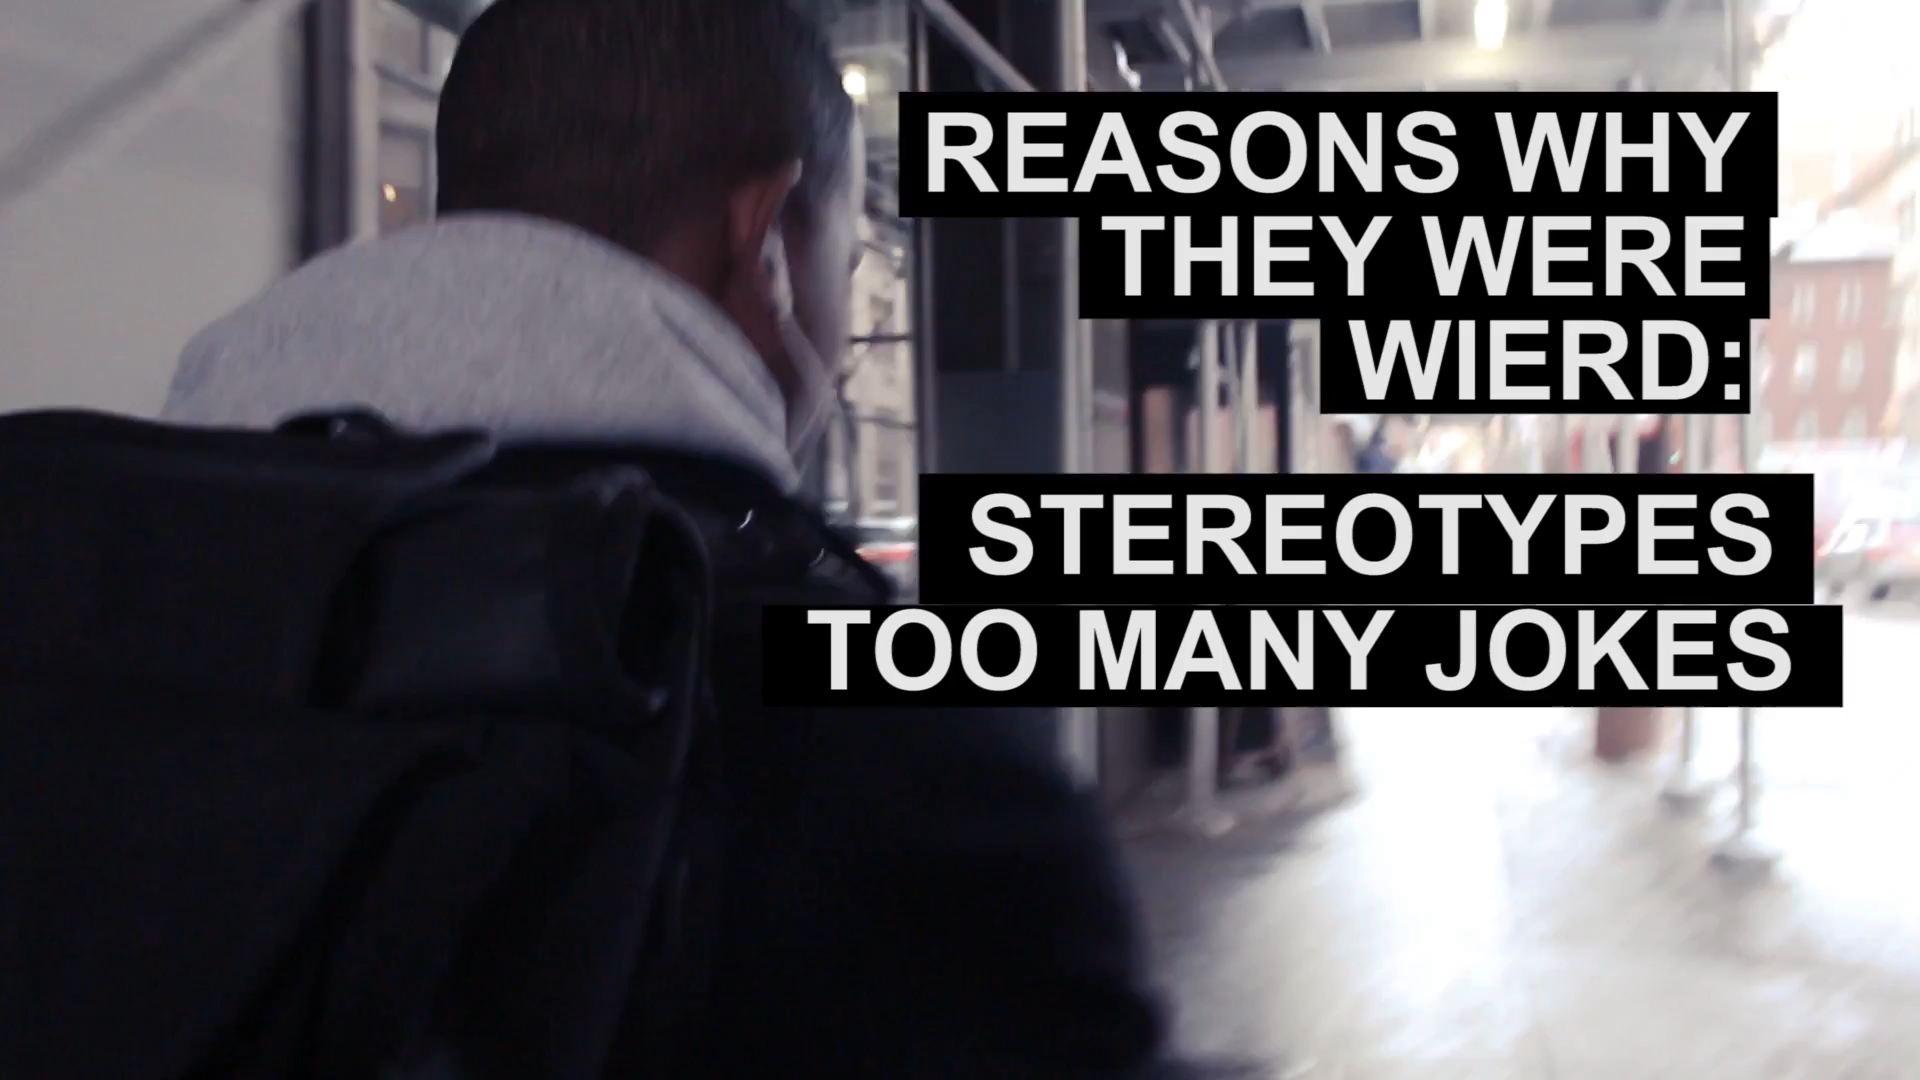 REASONS WHY
THEY WERE
WIERD:
STEREOTYPES
TOO MANY JOKES